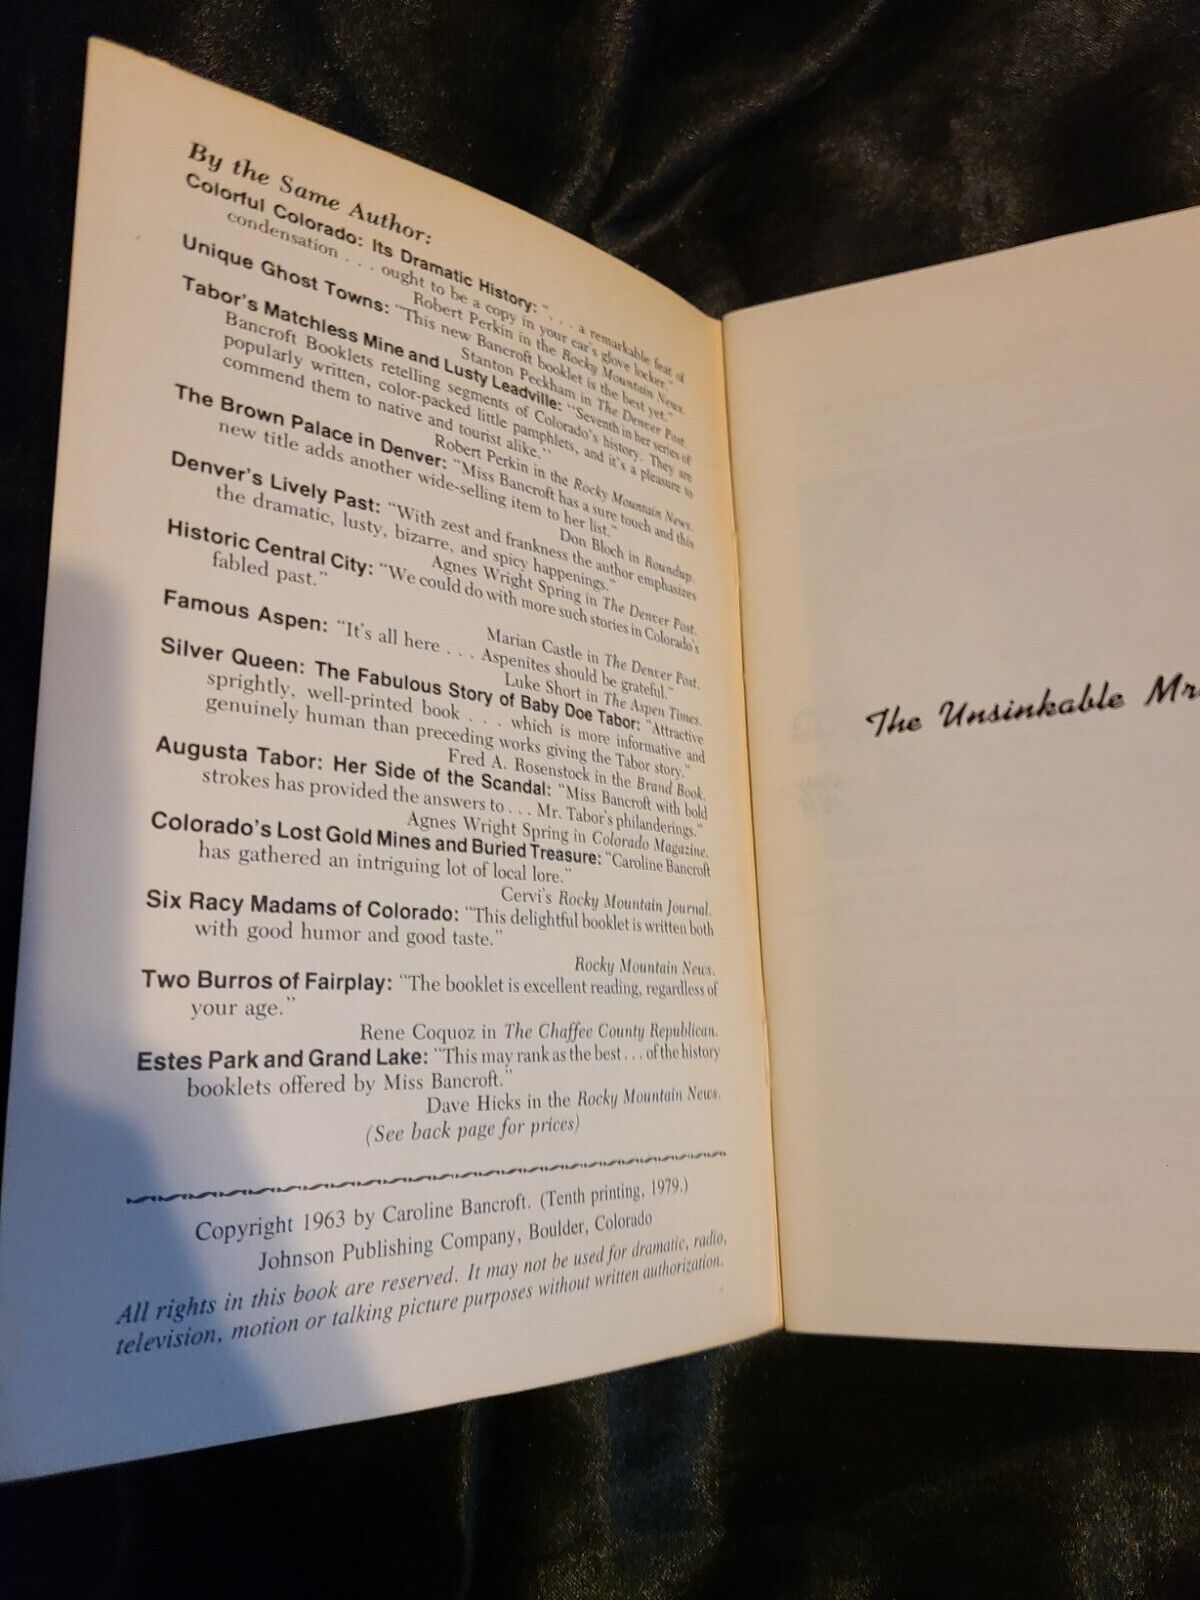 By the Same Author:
Colorful Colorado: Its Dramatic History: ". . . a remarkable feat of
condensation . . . ought to be a copy in your car's glove locker."
Robert Perkin in the Rocky Mountain News.
Unique Ghost Towns: "This new Bancroft booklet is the best yet."
Stanton Peckham in The Denver Post.
Tabor's Matchless Mine and Lusty Leadville: "Seventh in her series of
Bancroft Booklets retelling segments of Colorado's history. They are
popularly written, color-packed little pamphlets, and it's a pleasure to
commend them to native and tourist alike."
Robert Perkin in the Rocky Mountain News.
The Brown Palace in Denver: "Miss Bancroft has a sure touch and this
new title adds another wide-selling item to her list."
Don Bloch in Roundup.
Denver's Lively Past: "With zest and frankness the author emphasizes
the dramatic, lusty, bizarre, and spicy happenings."
Agnes Wright Spring in The Denver Post.
Historic Central City: "We could do with more such stories in Colorado's
fabled past."
Marian Castle in The Denver Post.
Famous Aspen: "It's all here . . . Aspenites should be grateful."
Luke Short in The Aspen Times.
Silver Queen: The Fabulous Story of Baby Doe Tabor: "Attractive
sprightly, well-printed book . . . which is more informative and
genuinely human than preceding works giving the Tabor story."
Fred A. Rosenstock in the Brand Book.
Augusta Tabor: Her Side of the Scandal: "Miss Bancroft with bold
strokes has provided the answers to . . . Mr. Tabor's philanderings."
Agnes Wright Spring in Colorado Magazine.
Colorado's Lost Gold Mines and Buried Treasure: "Caroline Bancroft
has gathered an intriguing lot of local lore."
Cervi's Rocky Mountain Journal.
Six Racy Madams of Colorado: "This delightful booklet is written both
with good humor and good taste."
Rocky Mountain News.
Two Burros of Fairplay: "The booklet is excellent reading, regardless of
your age."
Rene Coquoz in The Chaffee County Republican.
Estes Park and Grand Lake: "This may rank as the best . . . of the history
booklets offered by Miss Bancroft."
Dave Hicks in the Rocky Mountain News.
(See back page for prices)
Copyright 1963 by Caroline Bancroft. (Tenth printing, 1979.)
Johnson Publishing Company, Boulder, Colorado
All rights in this book are reserved. It may not be used for dramatic, radio,
television, motion or talking picture purposes without written authorization.
The Unsinkable Mr